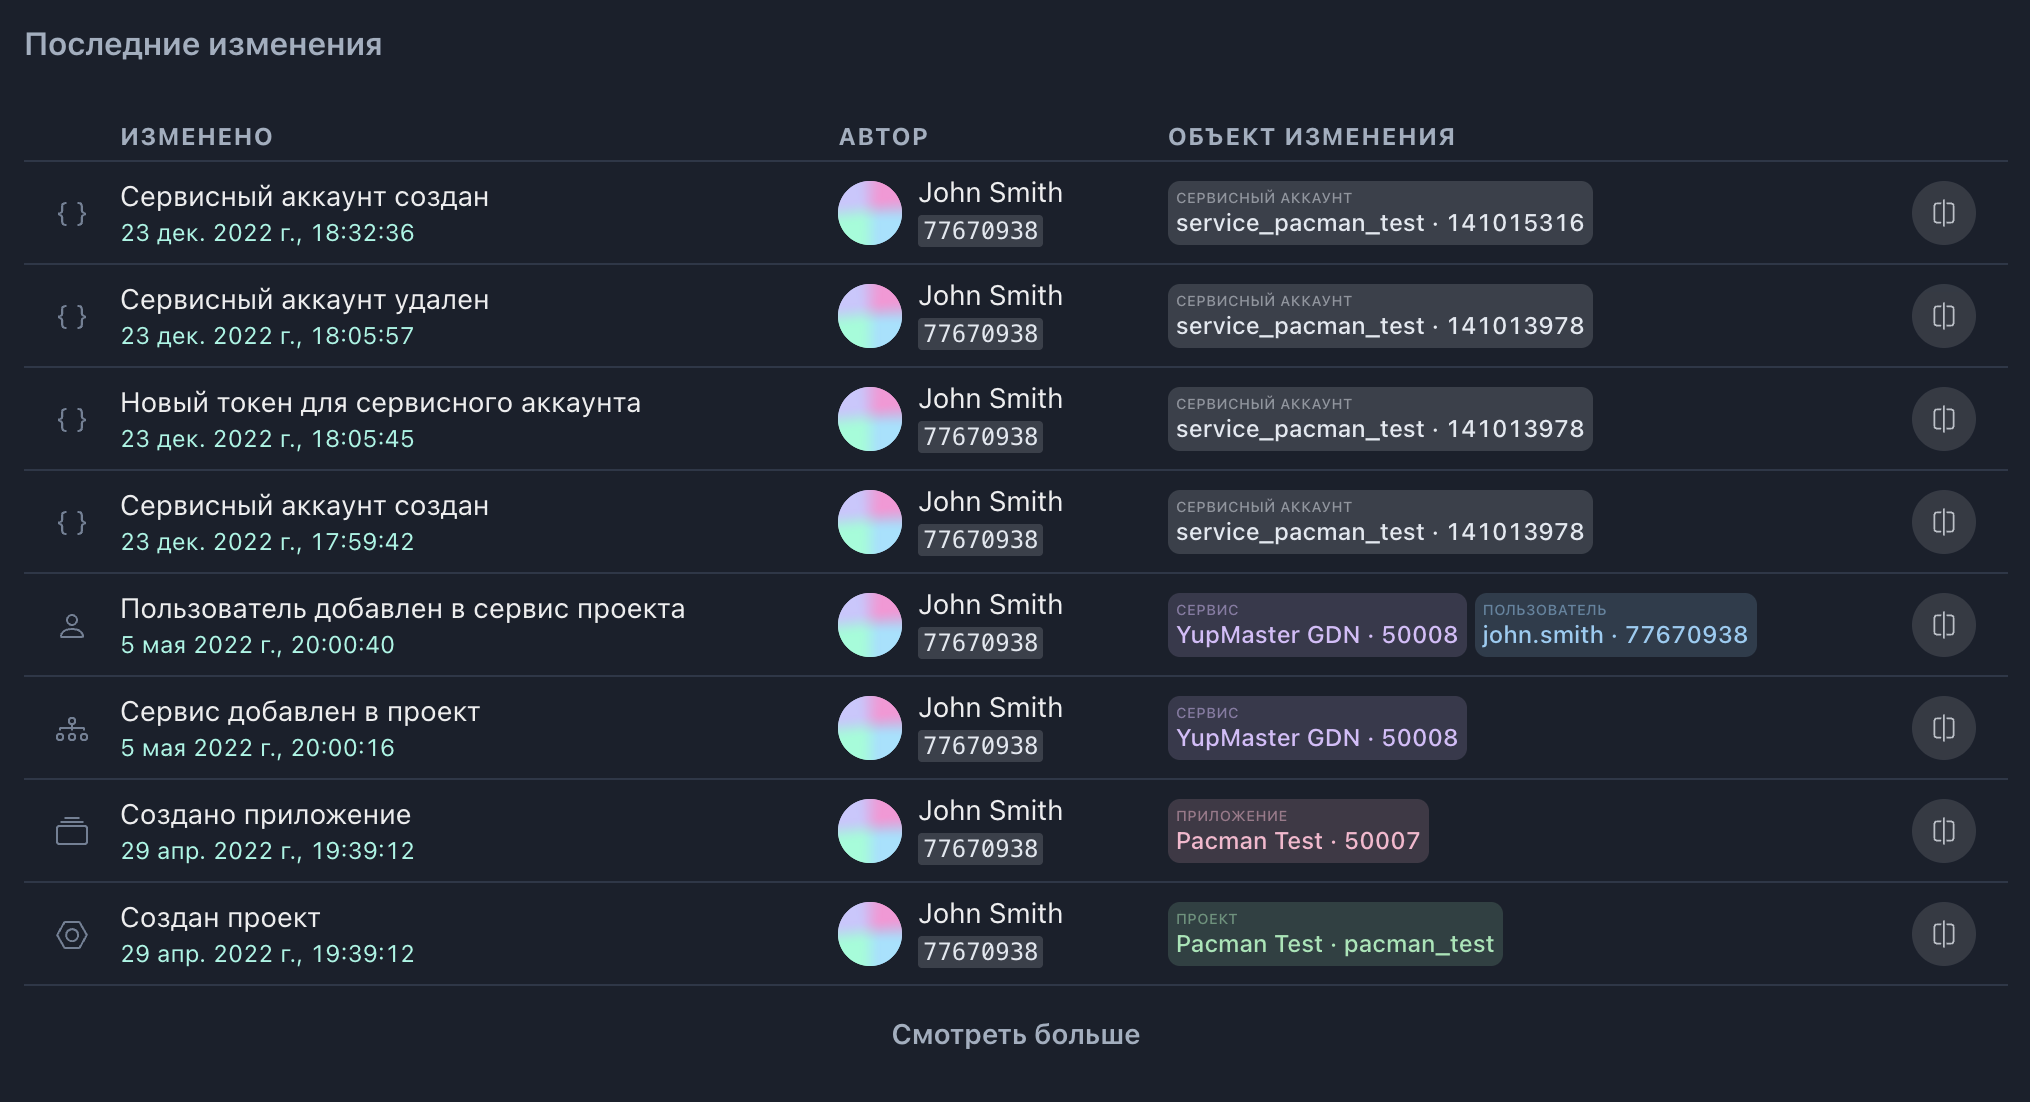 Последние изменения
ИЗМЕНЕНО АВТОР ОБЪЕКТ ИЗМЕНЕНИЯ
Сервисный аккаунт создан
23 дек. 2022 г., 18:32:36
John Smith
77670938
СЕРВИСНЫЙ АККАУНТ
service_pacman_test · 141015316
Сервисный аккаунт удален
23 дек. 2022 г., 18:05:57
John Smith
77670938
СЕРВИСНЫЙ АККАУНТ
service_pacman_test · 141013978
Новый токен для сервисного аккаунта
23 дек. 2022 г., 18:05:45
John Smith
77670938
СЕРВИСНЫЙ АККАУНТ
service_pacman_test · 141013978
Сервисный аккаунт создан
23 дек. 2022 г., 17:59:42
John Smith
77670938
СЕРВИСНЫЙ АККАУНТ
service_pacman_test · 141013978
Пользователь добавлен в сервис проекта
5 мая 2022 г., 20:00:40
John Smith
77670938
СЕРВИС
YupMaster GDN · 50008
ПОЛЬЗОВАТЕЛЬ
john.smith · 77670938
Сервис добавлен в проект
5 мая 2022 г., 20:00:16
John Smith
77670938
СЕРВИС
YupMaster GDN · 50008
Создано приложение
29 апр. 2022 г., 19:39:12
John Smith
77670938
ПРИЛОЖЕНИЕ
Pacman Test · 50007
Создан проект
29 апр. 2022 г., 19:39:12
John Smith
77670938
ПРОЕКТ
Pacman Test · pacman_test
Смотреть больше